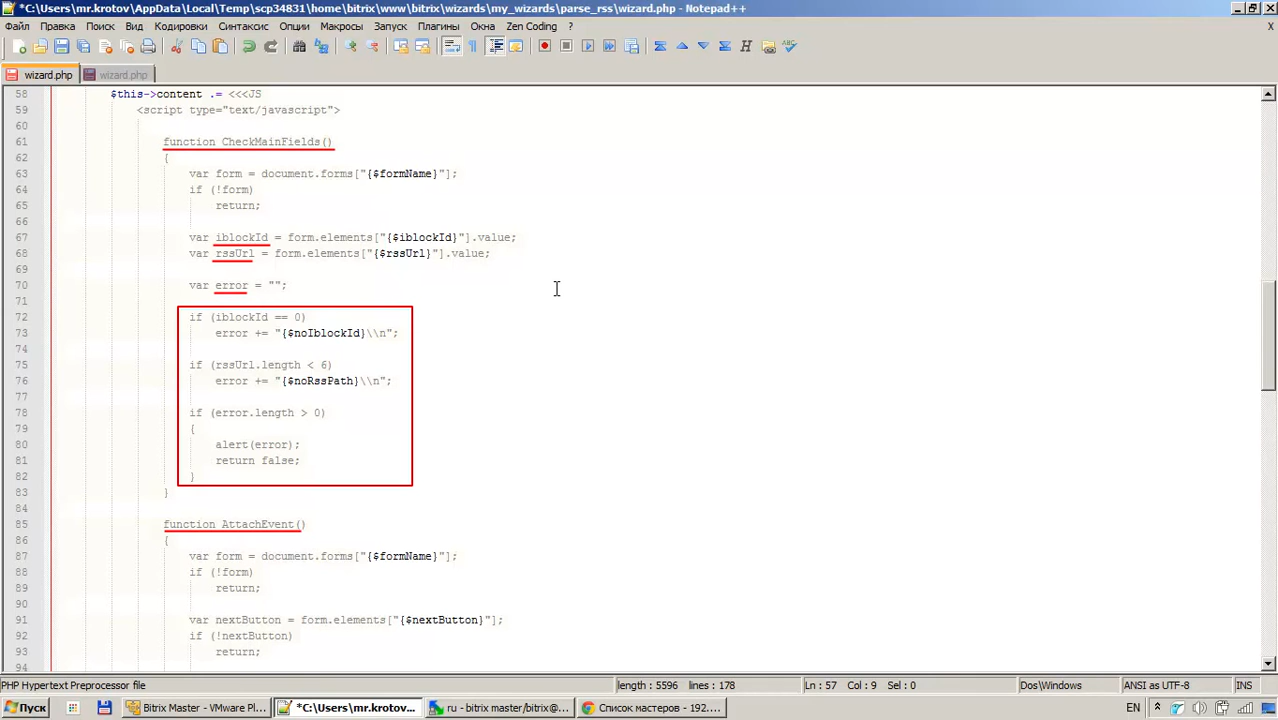 *C:\Users\mr.krotov\AppData\Local\Temp\scp34831\home\bitrix\www\bitrix\wizards\my_wizards\parse_rss\wizard.php - Notepad++
Файл Правка Поиск Вид Кодировки Синтаксис Опции Макросы Запуск Плагины Окна Zen Coding X
wizard.php wizard.php
58 $this->content .= <<<JS
59 <script type="text/javascript">
60
61 function CheckMainFields()
62 {
63 var form = document.forms["{$formName}"];
64 if (!form)
65 return;
66
67 var iblockId = form.elements["{$iblockId}"].value;
68 var rssUrl = form.elements["{$rssUrl}"].value;
69
70 var error = "";
71
72 if (iblockId == 0)
73 error += "{$noIblockId}\\n";
74
75 if (rssUrl.length < 6)
76 error += "{$noRssPath}\\n";
77
78 if (error.length > 0)
79 {
80 alert(error);
81 return false;
82 }
83 }
84
85 function AttachEvent()
86 {
87 var form = document.forms["{$formName}"];
88 if (!form)
89 return;
90
91 var nextButton = form.elements["{$nextButton}"];
92 if (!nextButton)
93 return;
94
PHP Hypertext Preprocessor file length : 5596 lines : 178 Ln : 57 Col : 9 Sel : 0 Dos\Windows ANSI as UTF-8 INS
Пуск Bitrix Master - VMware Pl... *C:\Users\mr.krotov... ru - bitrix master/bitrix@... Список мастеров - 192.... EN 18:51